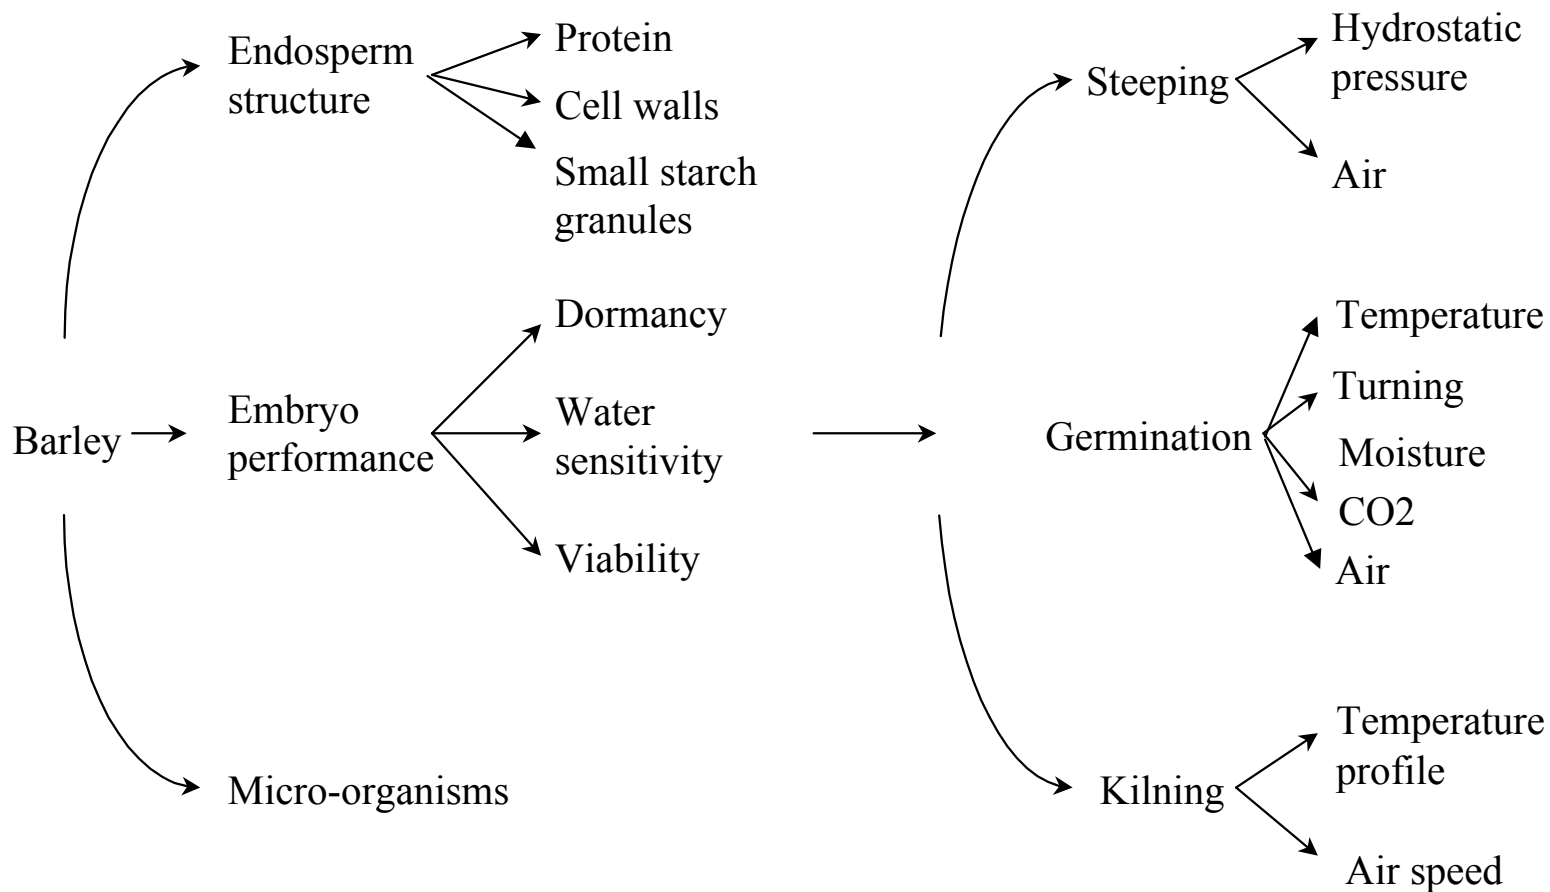 Endosperm
structure
Protein
Cell walls
Small starch
granules
Barley
Embryo
performance
Dormancy
Water
sensitivity
Viability
Micro-organisms
Steeping
Hydrostatic
pressure
Air
Germination
Temperature
Turning
Moisture
CO2
Air
Kilning
Temperature
profile
Air speed